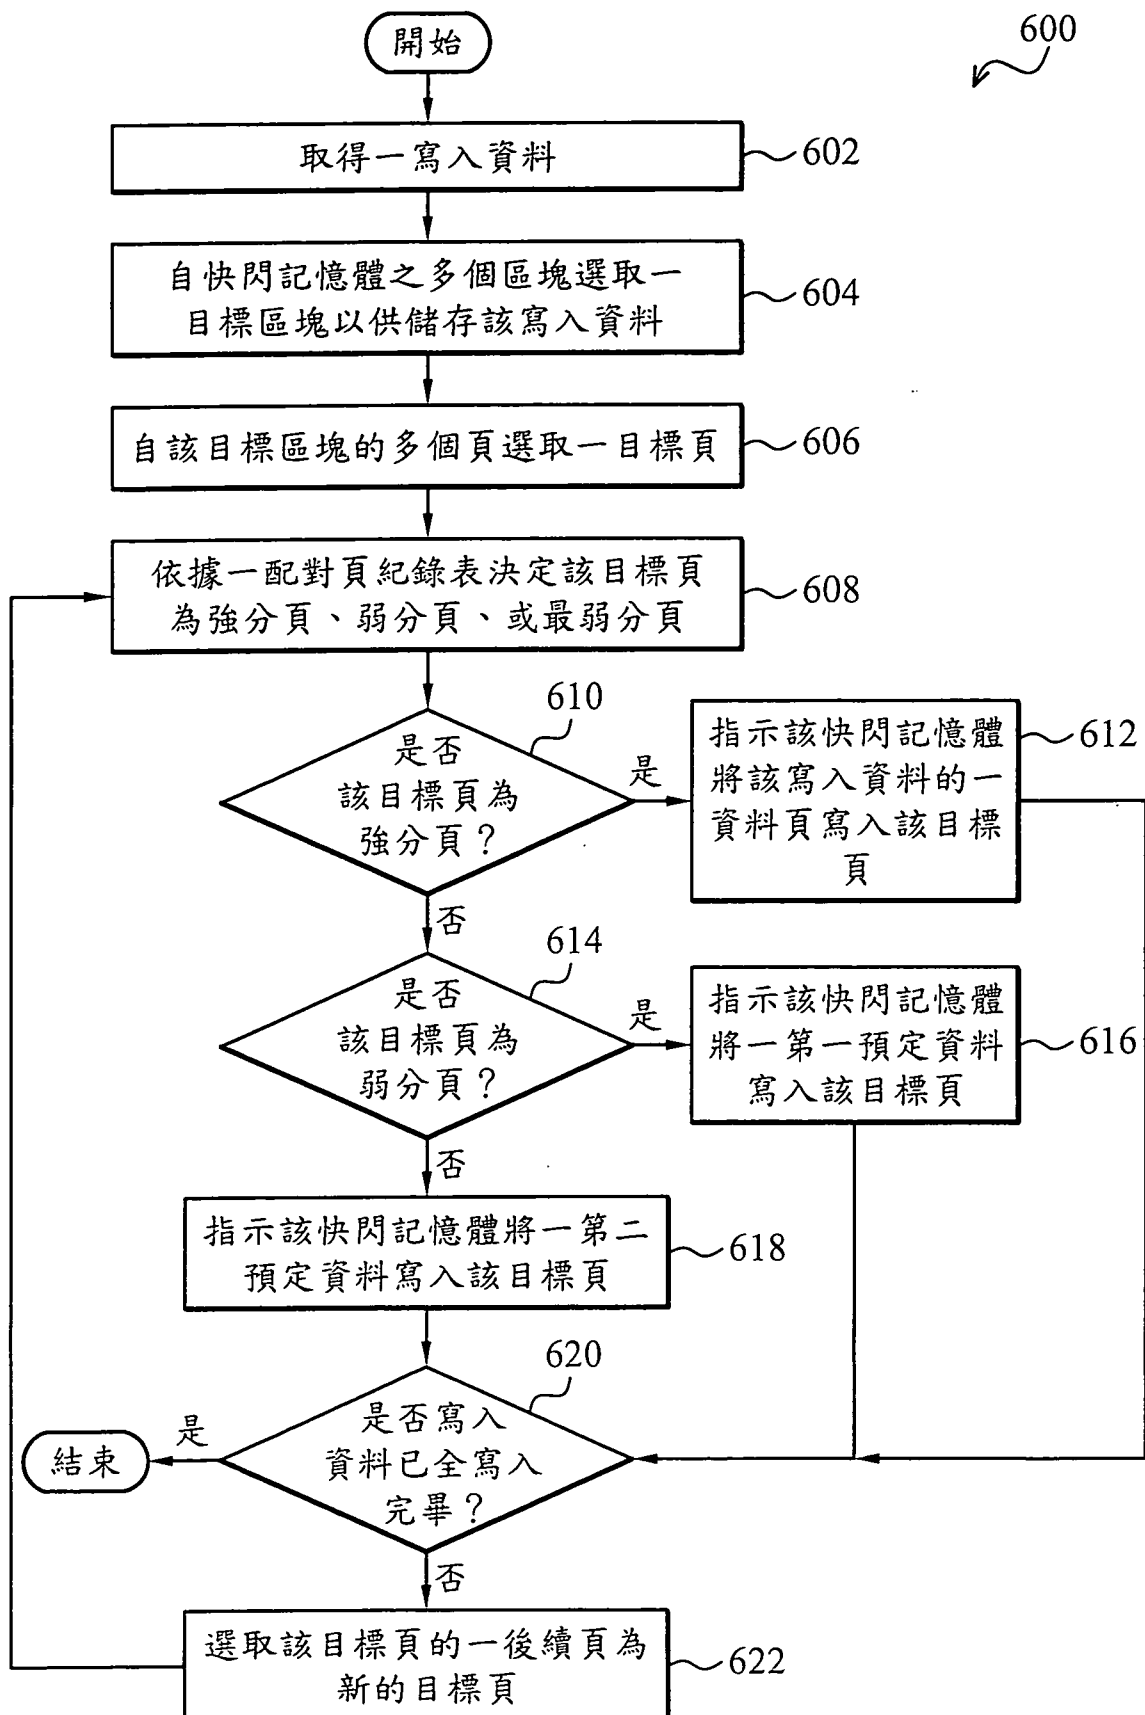 600
開始
取得一寫入資料
602
自快閃記憶體之多個區塊選取一
目標區塊以供儲存該寫入資料
604
自該目標區塊的多個頁選取一目標頁
606
依據一配對頁紀錄表決定該目標頁
為強分頁、弱分頁、或最弱分頁
608
610
是否
該目標頁為
強分頁?
是
指示該快閃記憶體
將該寫入資料的一
資料頁寫入該目標
頁
612
否
614
是否
該目標頁為
弱分頁?
是
指示該快閃記憶體
將一第一預定資料
寫入該目標頁
616
否
指示該快閃記憶體將一第二
預定資料寫入該目標頁
618
620
是否寫入
資料已全寫入
完畢?
是
結束
否
選取該目標頁的一後續頁為
新的目標頁
622